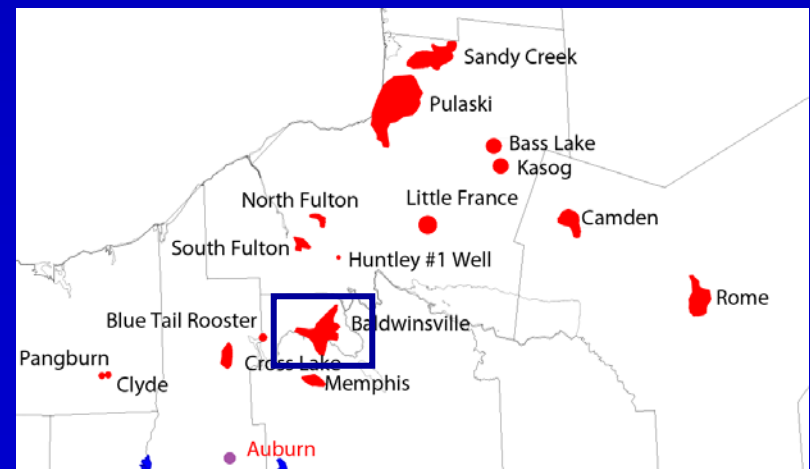 Sandy Creek
Pulaski
Bass Lake
Kasog
Little France
North Fulton
Camden
South Fulton
Huntley #1 Well
Rome
Blue Tail Rooster
Baldwinsville
Pangburn
Cross Lake
Clyde
Memphis
Auburn